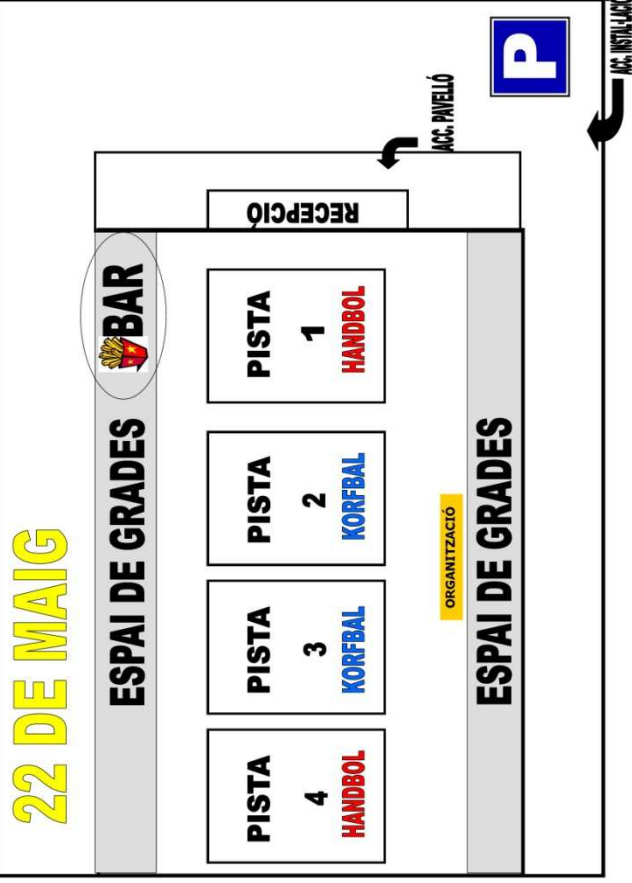 22 DE MAIG
ESPAI DE GRADES
BAR
PISTA
4
HANDBOL
PISTA
3
KORFBAL
PISTA
2
KORFBAL
PISTA
1
HANDBOL
RECEPCIÓ
ORGANITZACIÓ
ESPAI DE GRADES
ACC. PAVELLÓ
P
ACC.